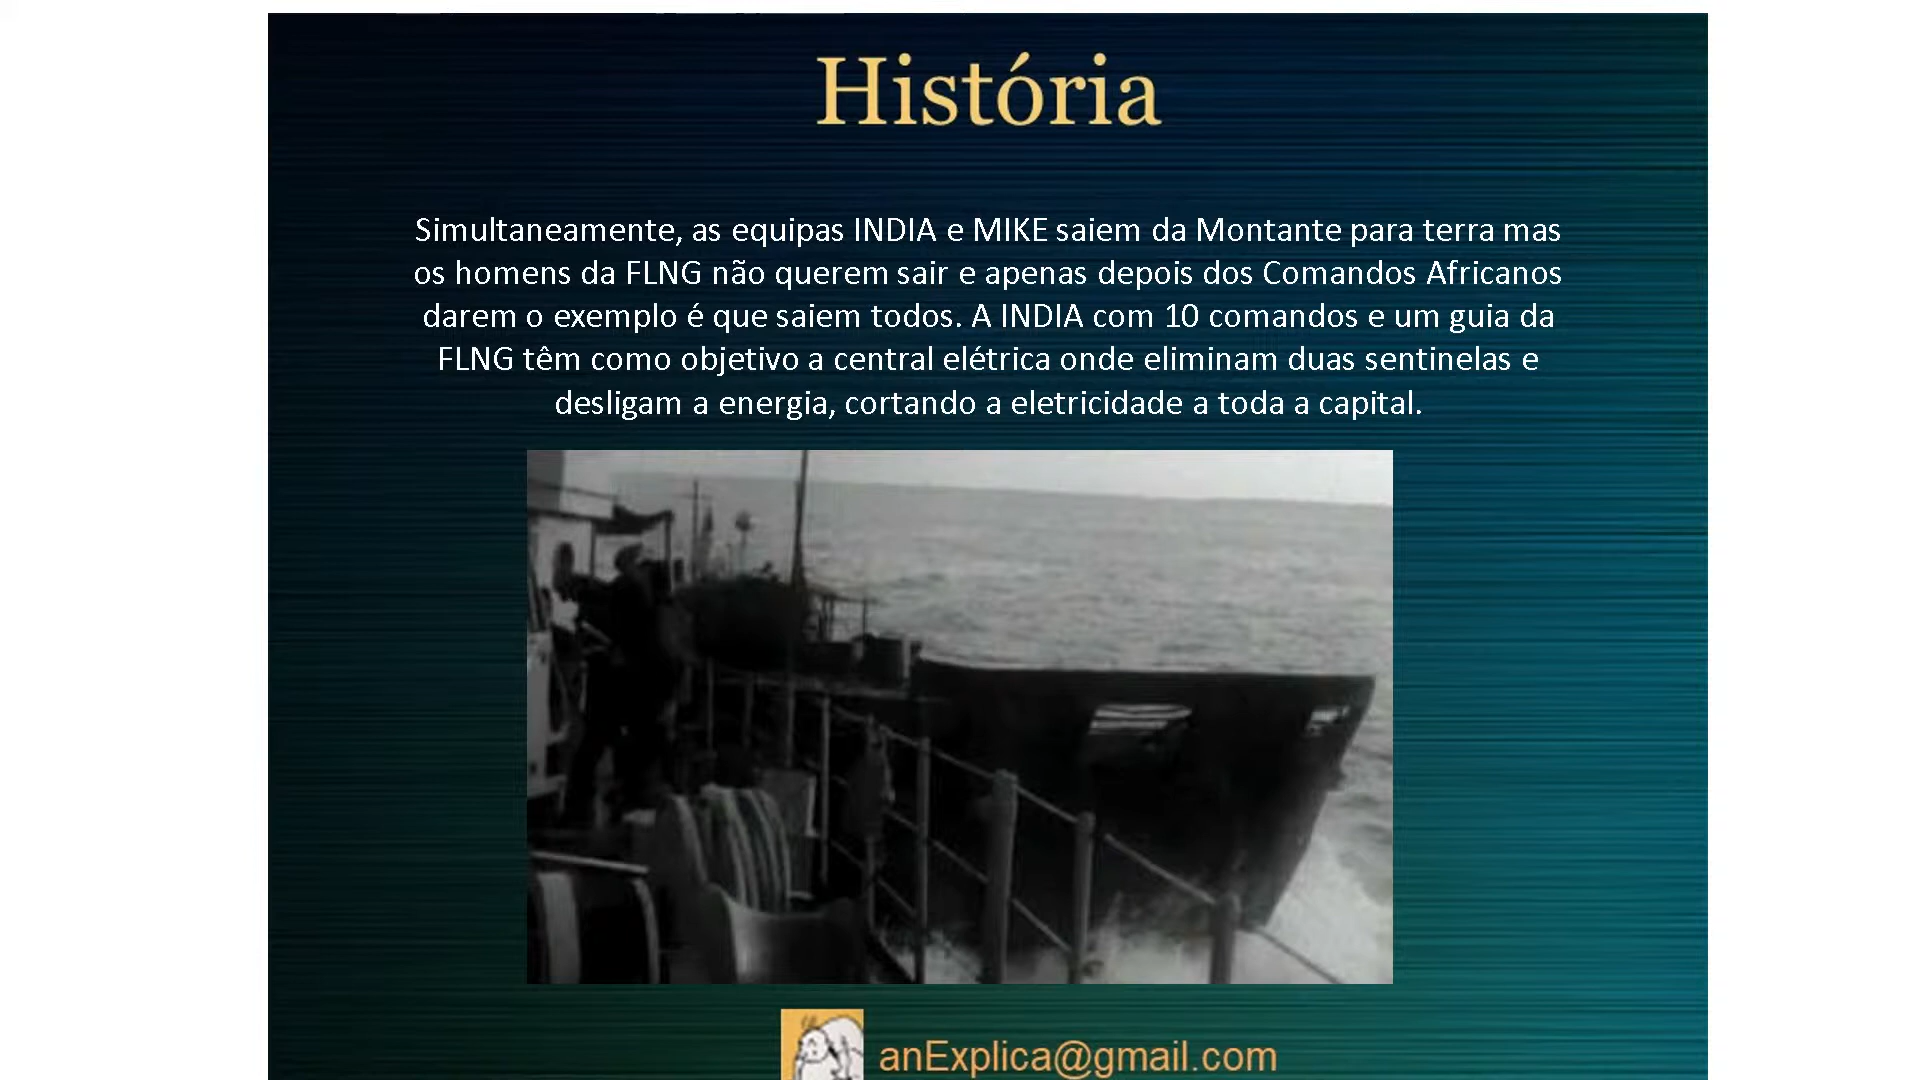 História
Simultaneamente, as equipas INDIA e MIKE saiem da Montante para terra mas
os homens da FLNG não querem sair e apenas depois dos Comandos Africanos
darem o exemplo é que saiem todos. A INDIA com 10 comandos e um guia da
FLNG têm como objetivo a central elétrica onde eliminam duas sentinelas e
desligam a energia, cortando a eletricidade a toda a capital.
anExplica@gmail.com